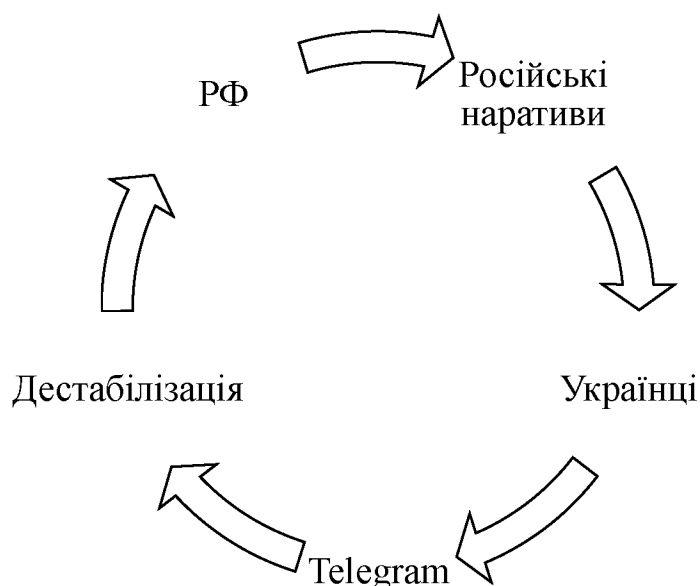 РФ
Російські
наративи
Українці
Telegram
Дестабілізація